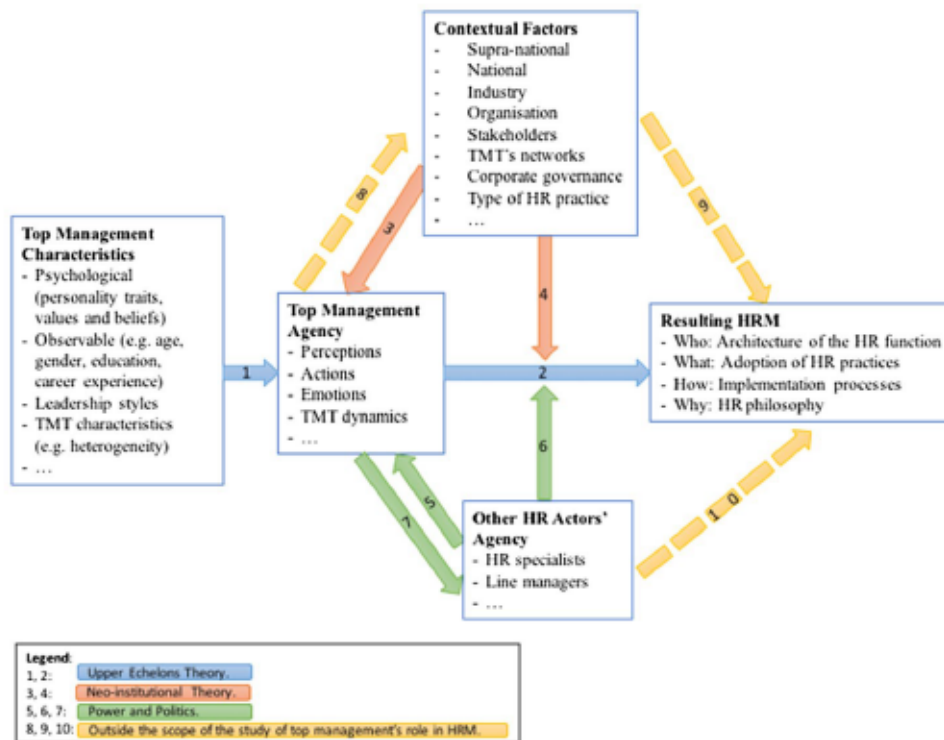 Contextual Factors
- Supra-national
- National
- Industry
- Organisation
- Stakeholders
- TMT's networks
- Corporate governance
- Type of HR practice
- …
8
3
9
4
Top Management
Characteristics
- Psychological
(personality traits,
values and beliefs)
- Observable (e.g. age,
gender, education,
career experience)
- Leadership styles
- TMT characteristics
(e.g. heterogeneity)
- …
1
Top Management
Agency
- Perceptions
- Actions
- Emotions
- TMT dynamics
- …
2
Resulting HRM
- Who: Architecture of the HR function
- What: Adoption of HR practices
- How: Implementation processes
- Why: HR philosophy
5
7
6
1 0
Other HR Actors'
Agency
- HR specialists
- Line managers
- …
Legend:
1, 2: Upper Echelons Theory.
3, 4: Neo-institutional Theory.
5, 6, 7: Power and Politics.
8, 9, 10: Outside the scope of the study of top management's role in HRM.